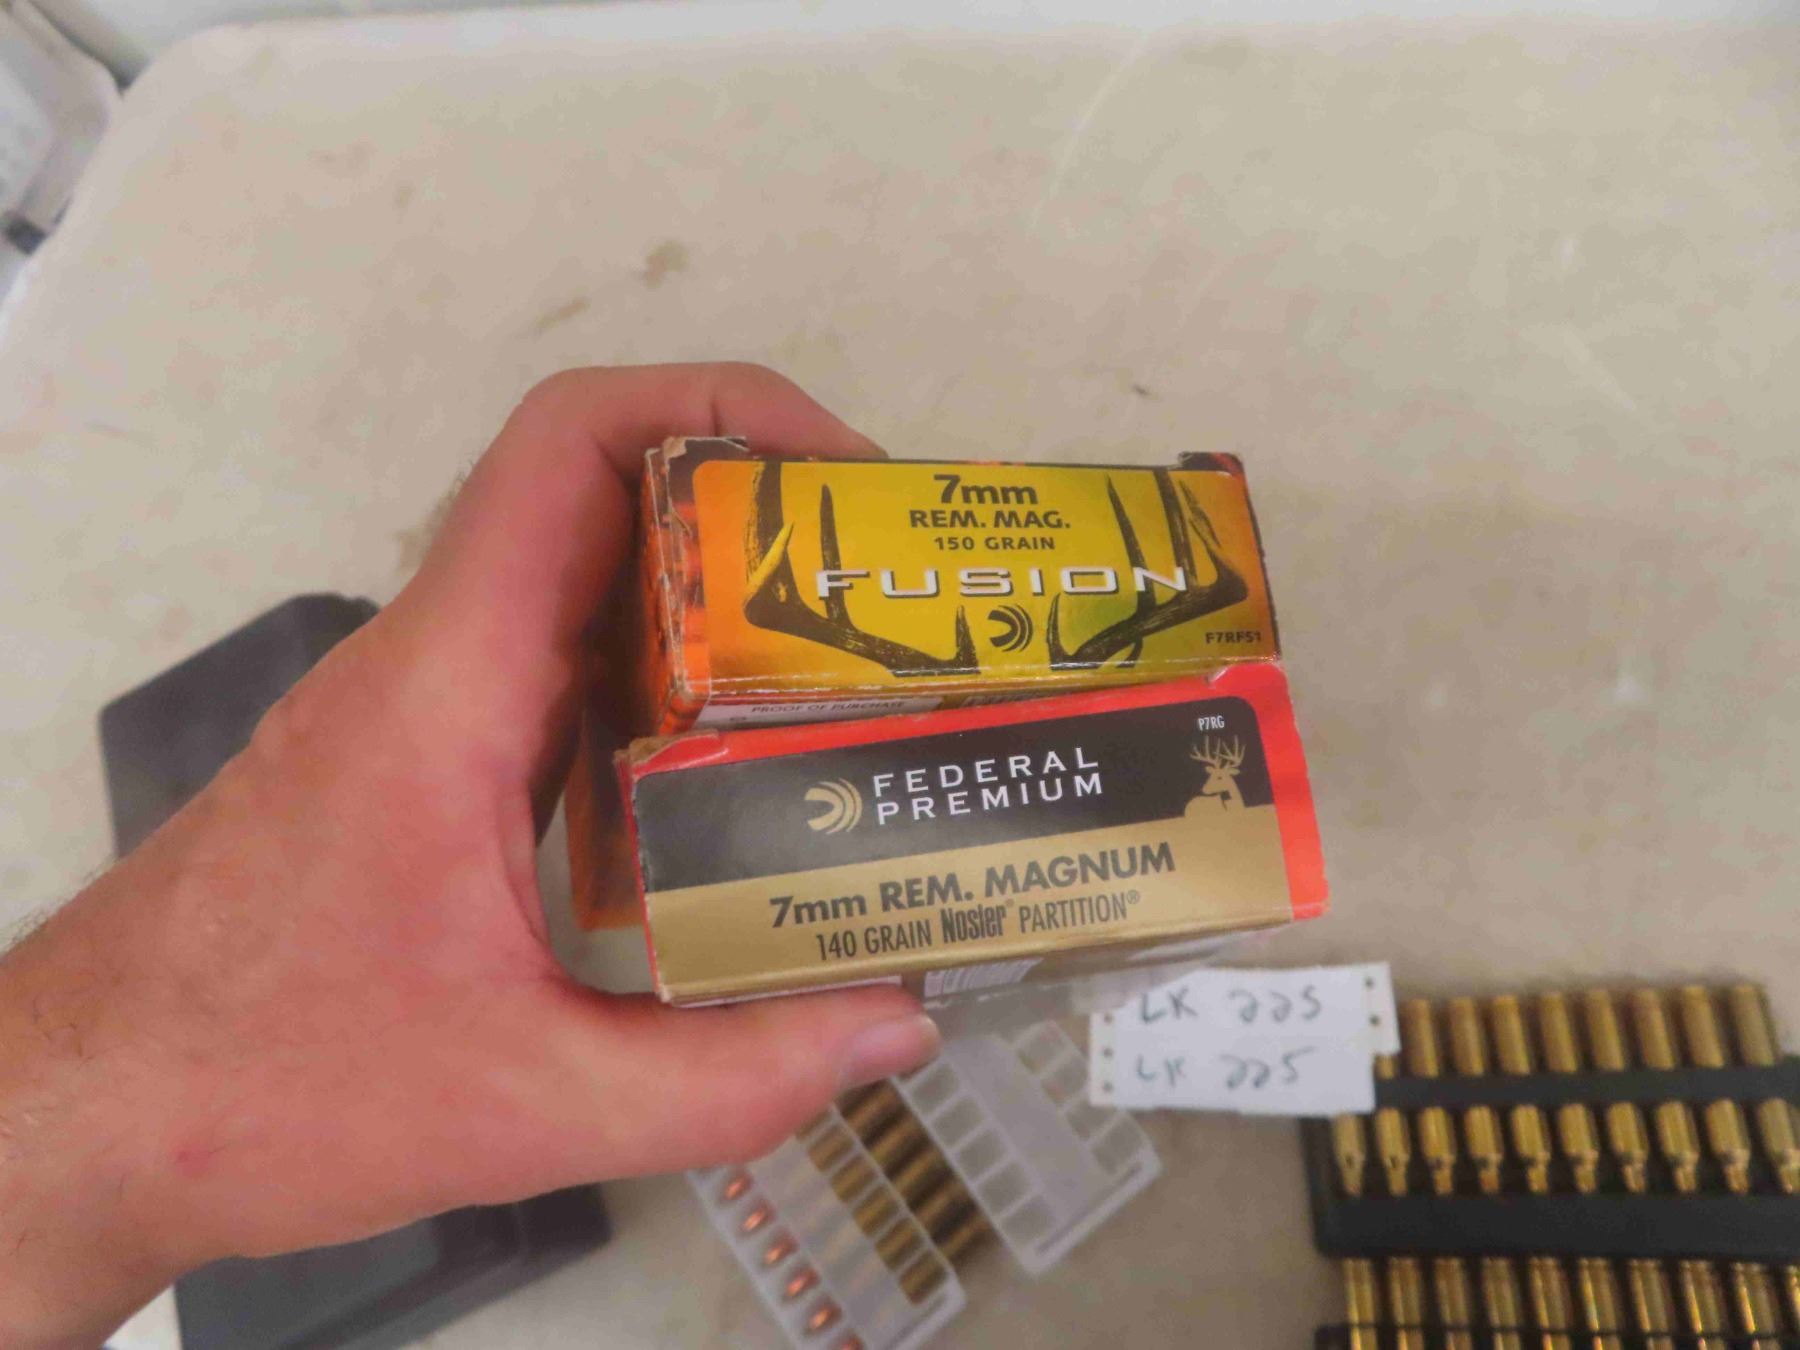 7mm
REM. MAG.
150 GRAIN
FUSION
F7RFS1
PROOF OF PURCHASE
P7RG
FEDERAL
PREMIUM
7mm REM. MAGNUM
140 GRAIN Nosler® PARTITION®
LK 225
LK 225